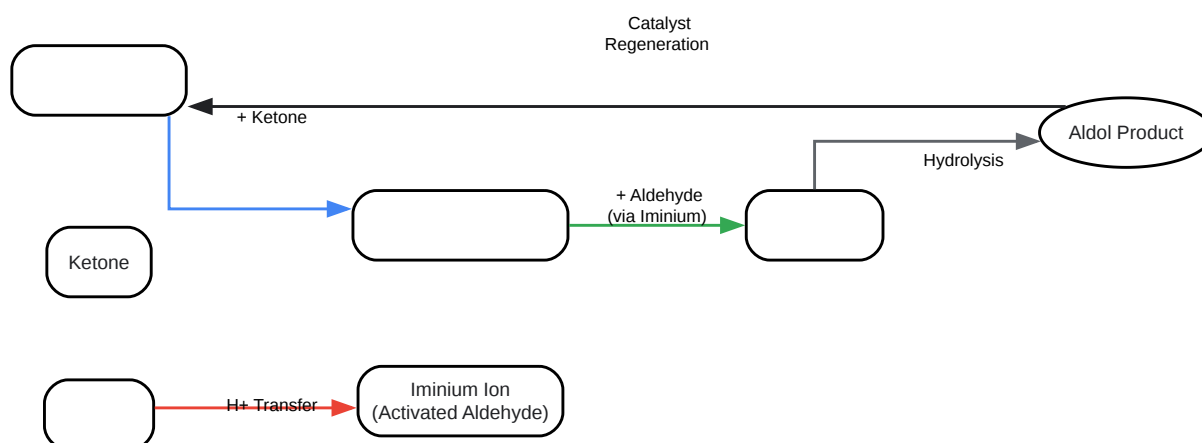 Catalyst
Regeneration
+ Ketone
Aldol Product
Hydrolysis
+ Aldehyde
(via Iminium)
Ketone
H+ Transfer
Iminium Ion
(Activated Aldehyde)